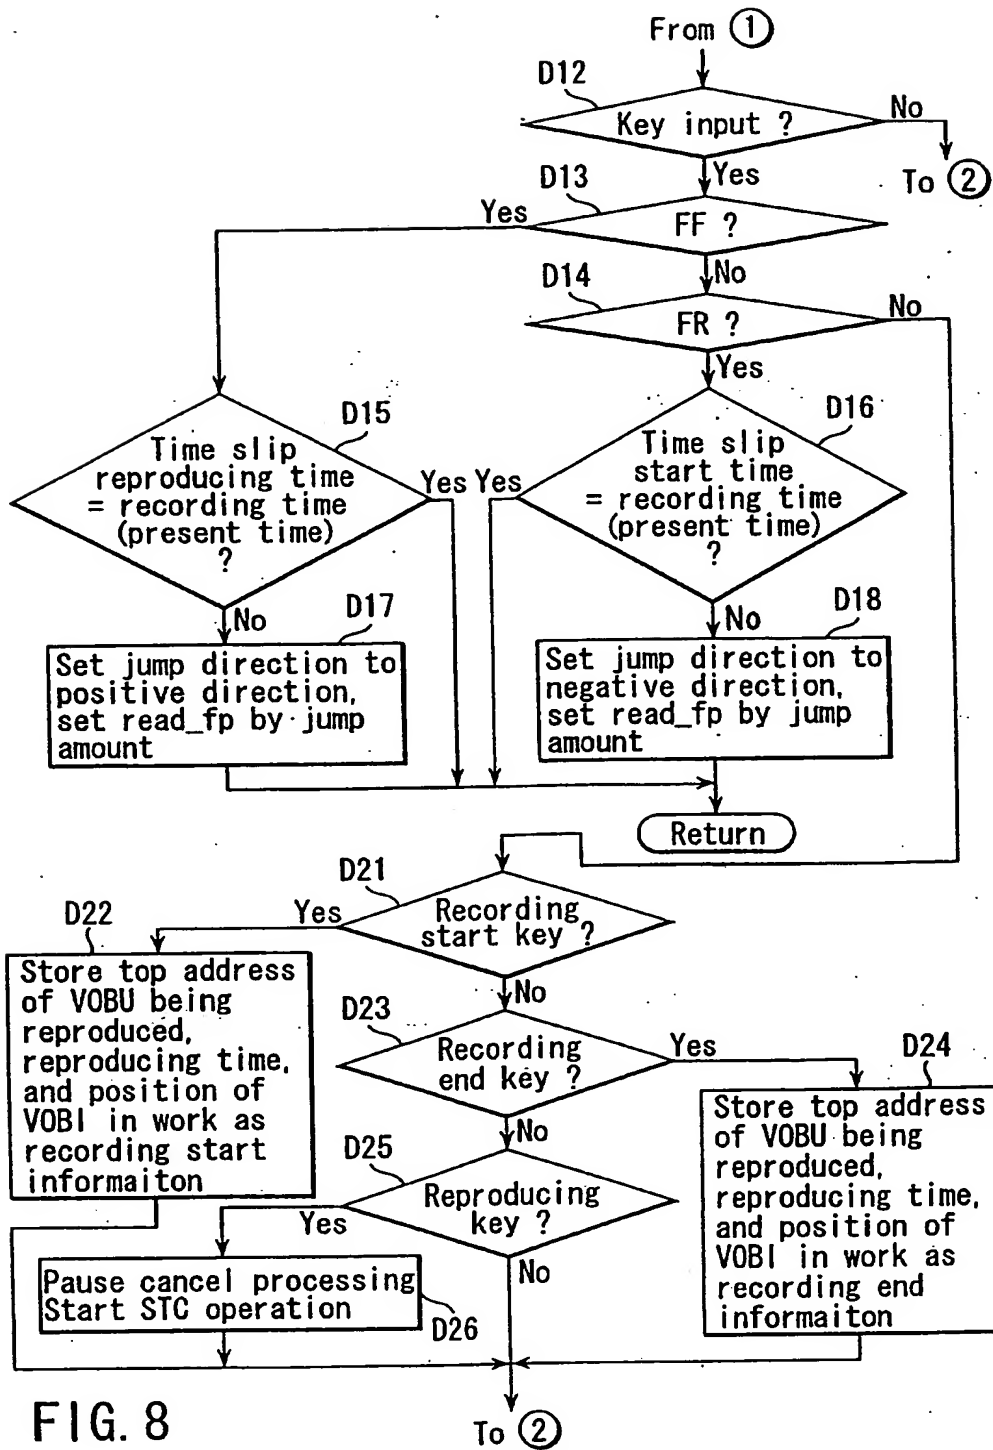 From 1
D12
Key input ?
No
To 2
Yes
D13
Yes
FF ?
No
D14
FR ?
No
Yes
D15
Time slip
reproducing time
= recording time
(present time)
?
Yes
D16
Time slip
start time
= recording time
(present time)
?
Yes
No
D17
Set jump direction to
positive direction,
set read_fp by jump
amount
No
D18
Set jump direction to
negative direction,
set read_fp by jump
amount
Return
D21
Recording
start key ?
Yes
D22
Store top address
of VOBU being
reproduced,
reproducing time,
and position of
VOBI in work as
recording start
informaiton
No
D23
Recording
end key ?
Yes
D24
Store top address
of VOBU being
reproduced,
reproducing time,
and position of
VOBI in work as
recording end
informaiton
No
D25
Reproducing
key ?
Yes
Pause cancel processing
Start STC operation
D26
No
To 2
FIG. 8